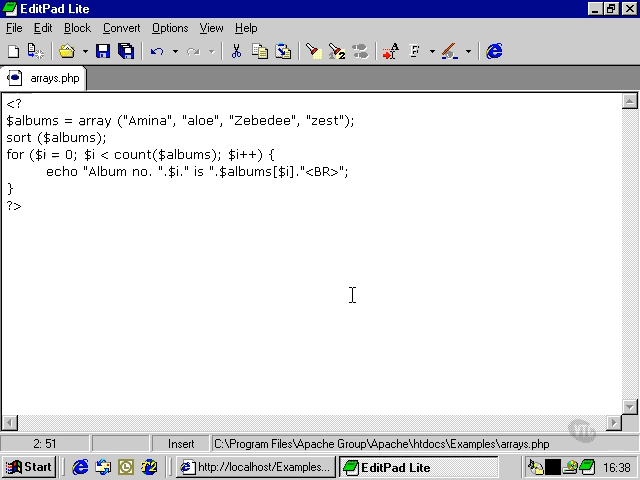 EditPad Lite
File Edit Block Convert Options View Help
arrays.php
<?
$albums = array ("Amina", "aloe", "Zebedee", "zest");
sort ($albums);
for ($i = 0; $i < count($albums); $i++) {
echo "Album no. ".$i." is ".$albums[$i]."<BR>";
}
?>
VTC
2: 51 Insert C:\Program Files\Apache Group\Apache\htdocs\Examples\arrays.php
Start http://localhost/Examples... EditPad Lite 16:38